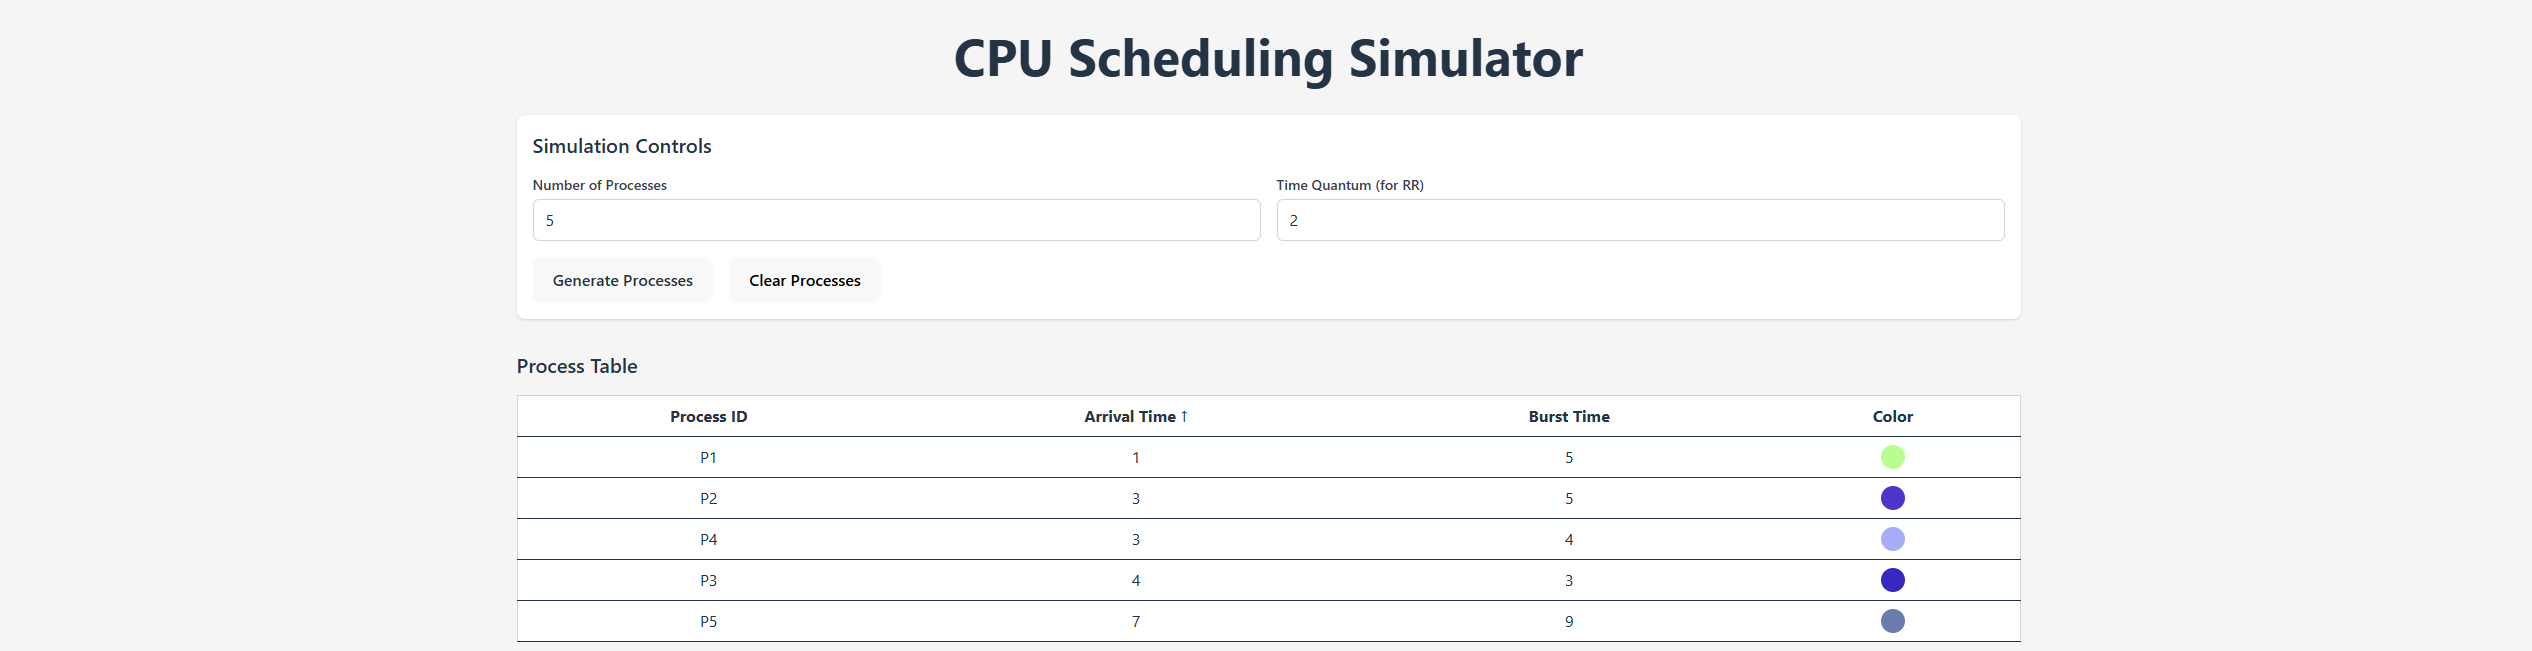 CPU Scheduling Simulator
Simulation Controls
Number of Processes Time Quantum (for RR)
5 2
Generate Processes Clear Processes
Process Table
Process ID Arrival Time ↑ Burst Time Color
P1 1 5
P2 3 5
P4 3 4
P3 4 3
P5 7 9